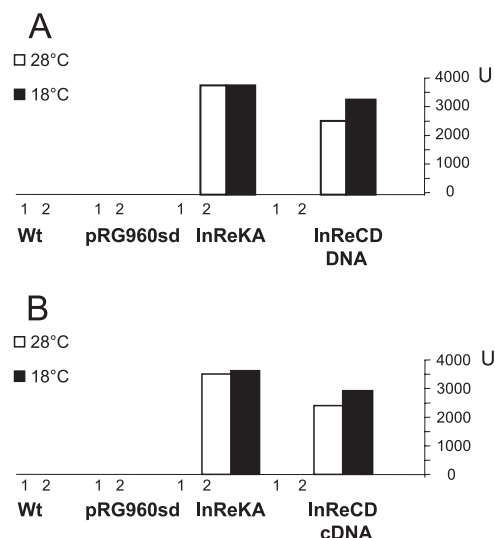 A
28°C
18°C
4000 U
3000
2000
1000
0
1 2 1 2 1 2 1 2
Wt pRG960sd InReKA InReCD
DNA
B
28°C
18°C
4000 U
3000
2000
1000
0
1 2 1 2 1 2 1 2
Wt pRG960sd InReKA InReCD
cDNA